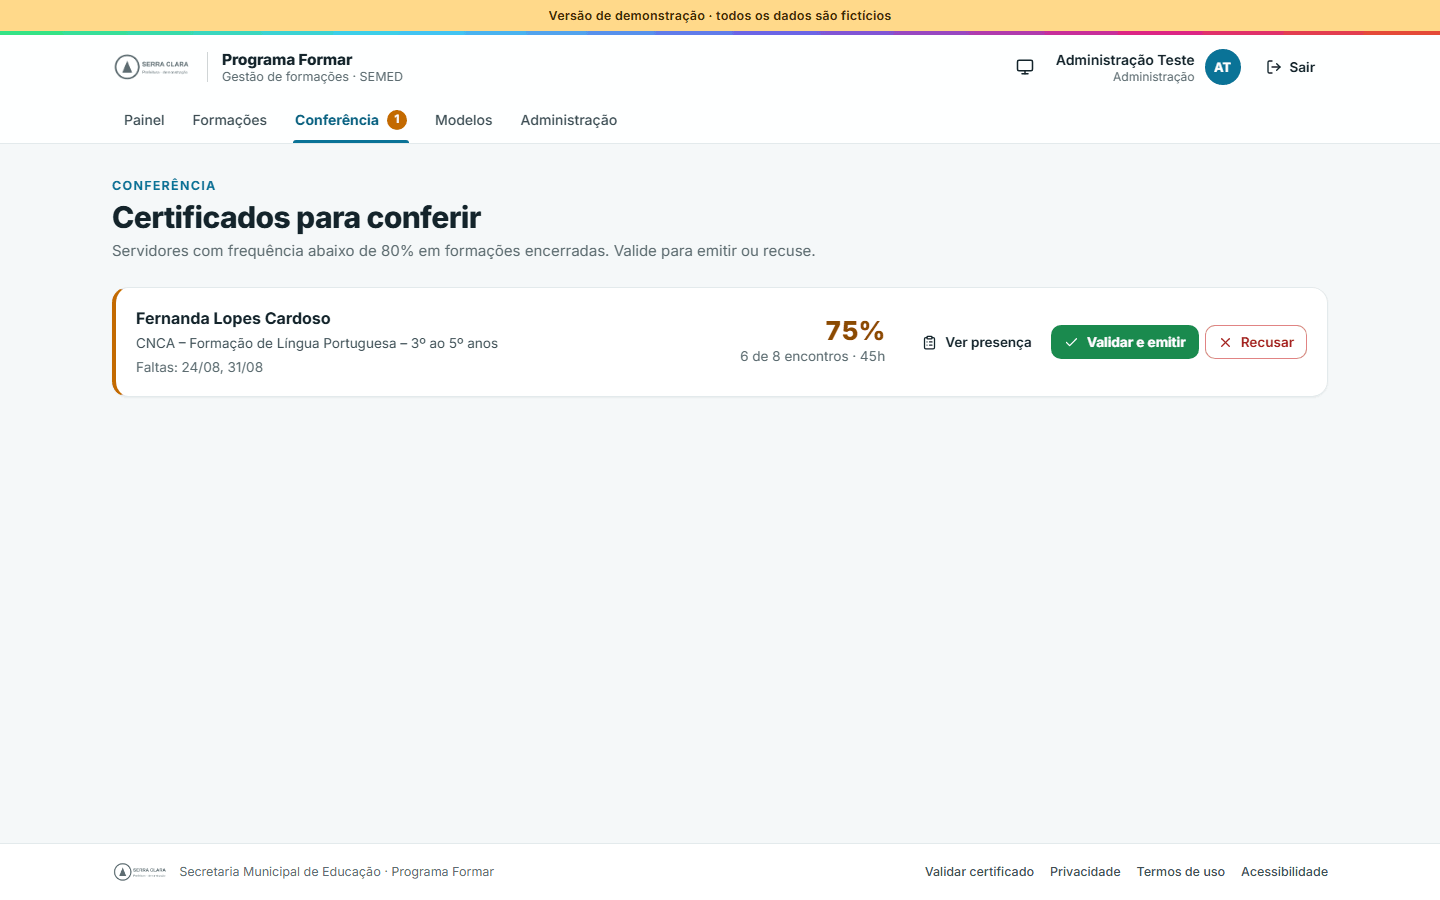 Versão de demonstração · todos os dados são fictícios
SERRA CLARA
Programa Formar
Gestão de formações · SEMED
Administração Teste
Administração
AT
Sair
Painel
Formações
Conferência 1
Modelos
Administração
CONFERÊNCIA
Certificados para conferir
Servidores com frequência abaixo de 80% em formações encerradas. Valide para emitir ou recuse.
Fernanda Lopes Cardoso
CNCA – Formação de Língua Portuguesa – 3º ao 5º anos
Faltas: 24/08, 31/08
75%
6 de 8 encontros · 45h
Ver presença
Validar e emitir
Recusar
SERRA CLARA
Secretaria Municipal de Educação · Programa Formar
Validar certificado
Privacidade
Termos de uso
Acessibilidade